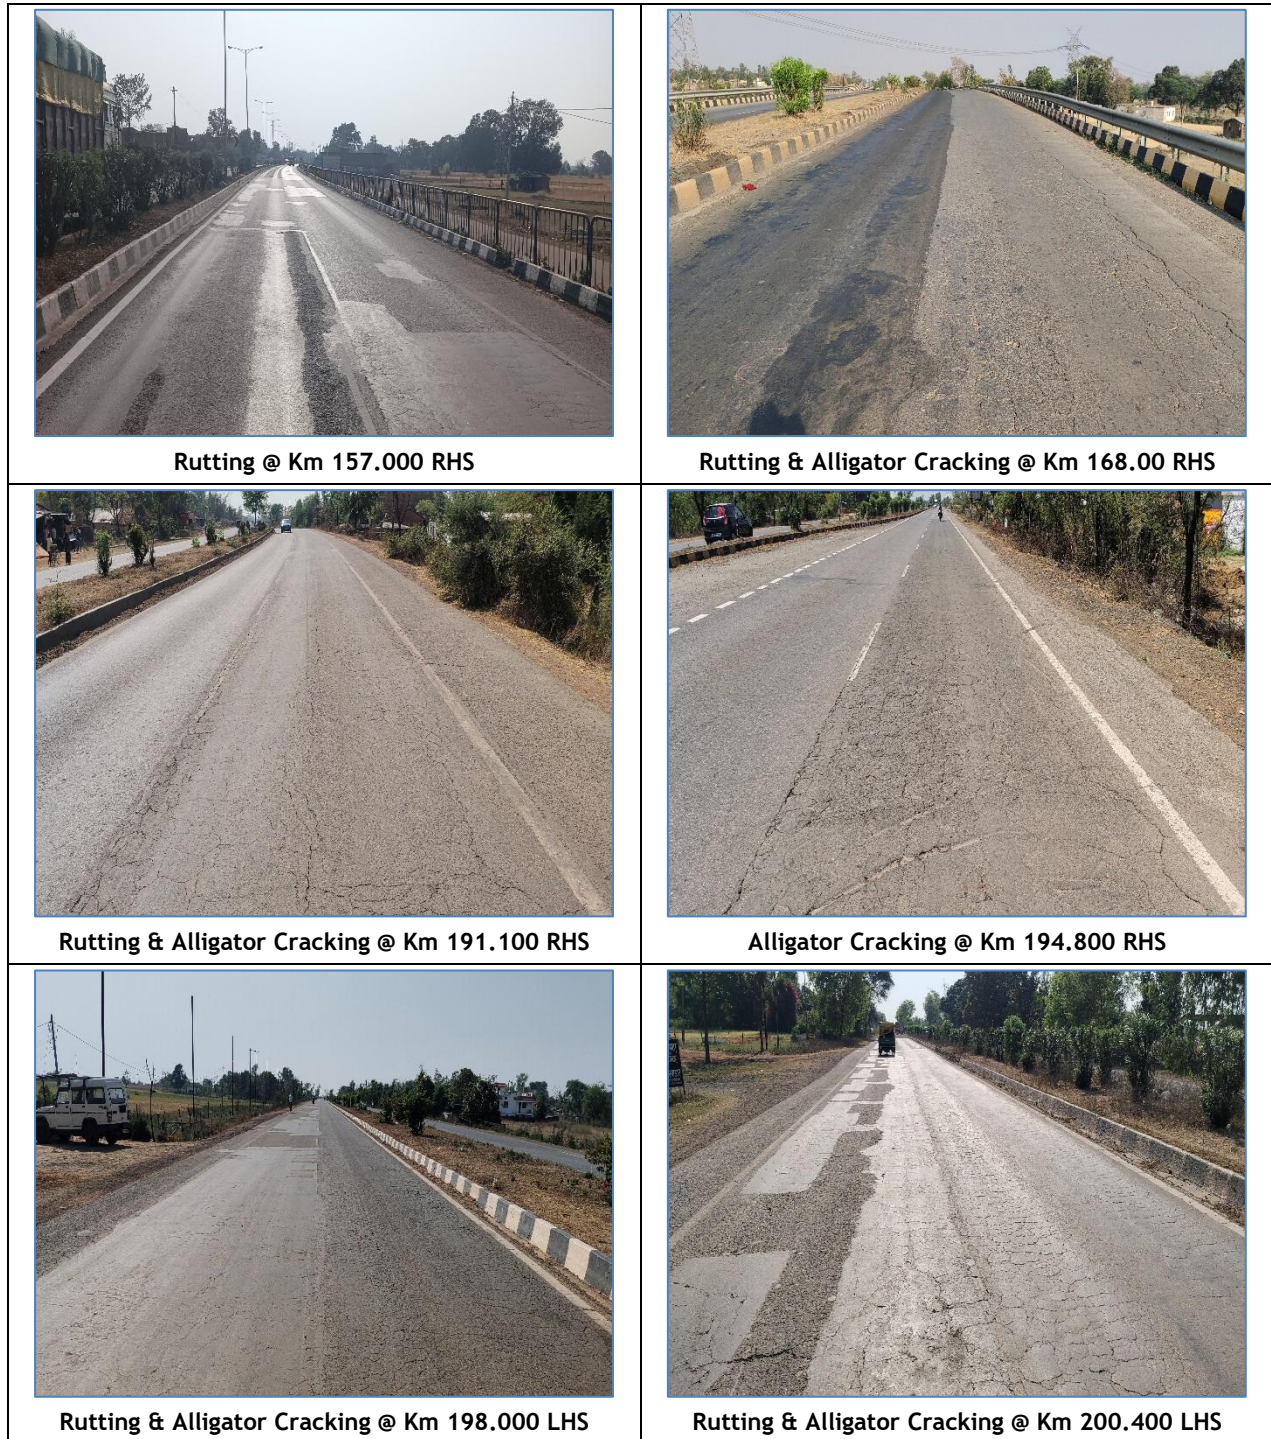 Rutting @ Km 157.000 RHS
Rutting & Alligator Cracking @ Km 168.00 RHS
Rutting & Alligator Cracking @ Km 191.100 RHS
Alligator Cracking @ Km 194.800 RHS
Rutting & Alligator Cracking @ Km 198.000 LHS
Rutting & Alligator Cracking @ Km 200.400 LHS